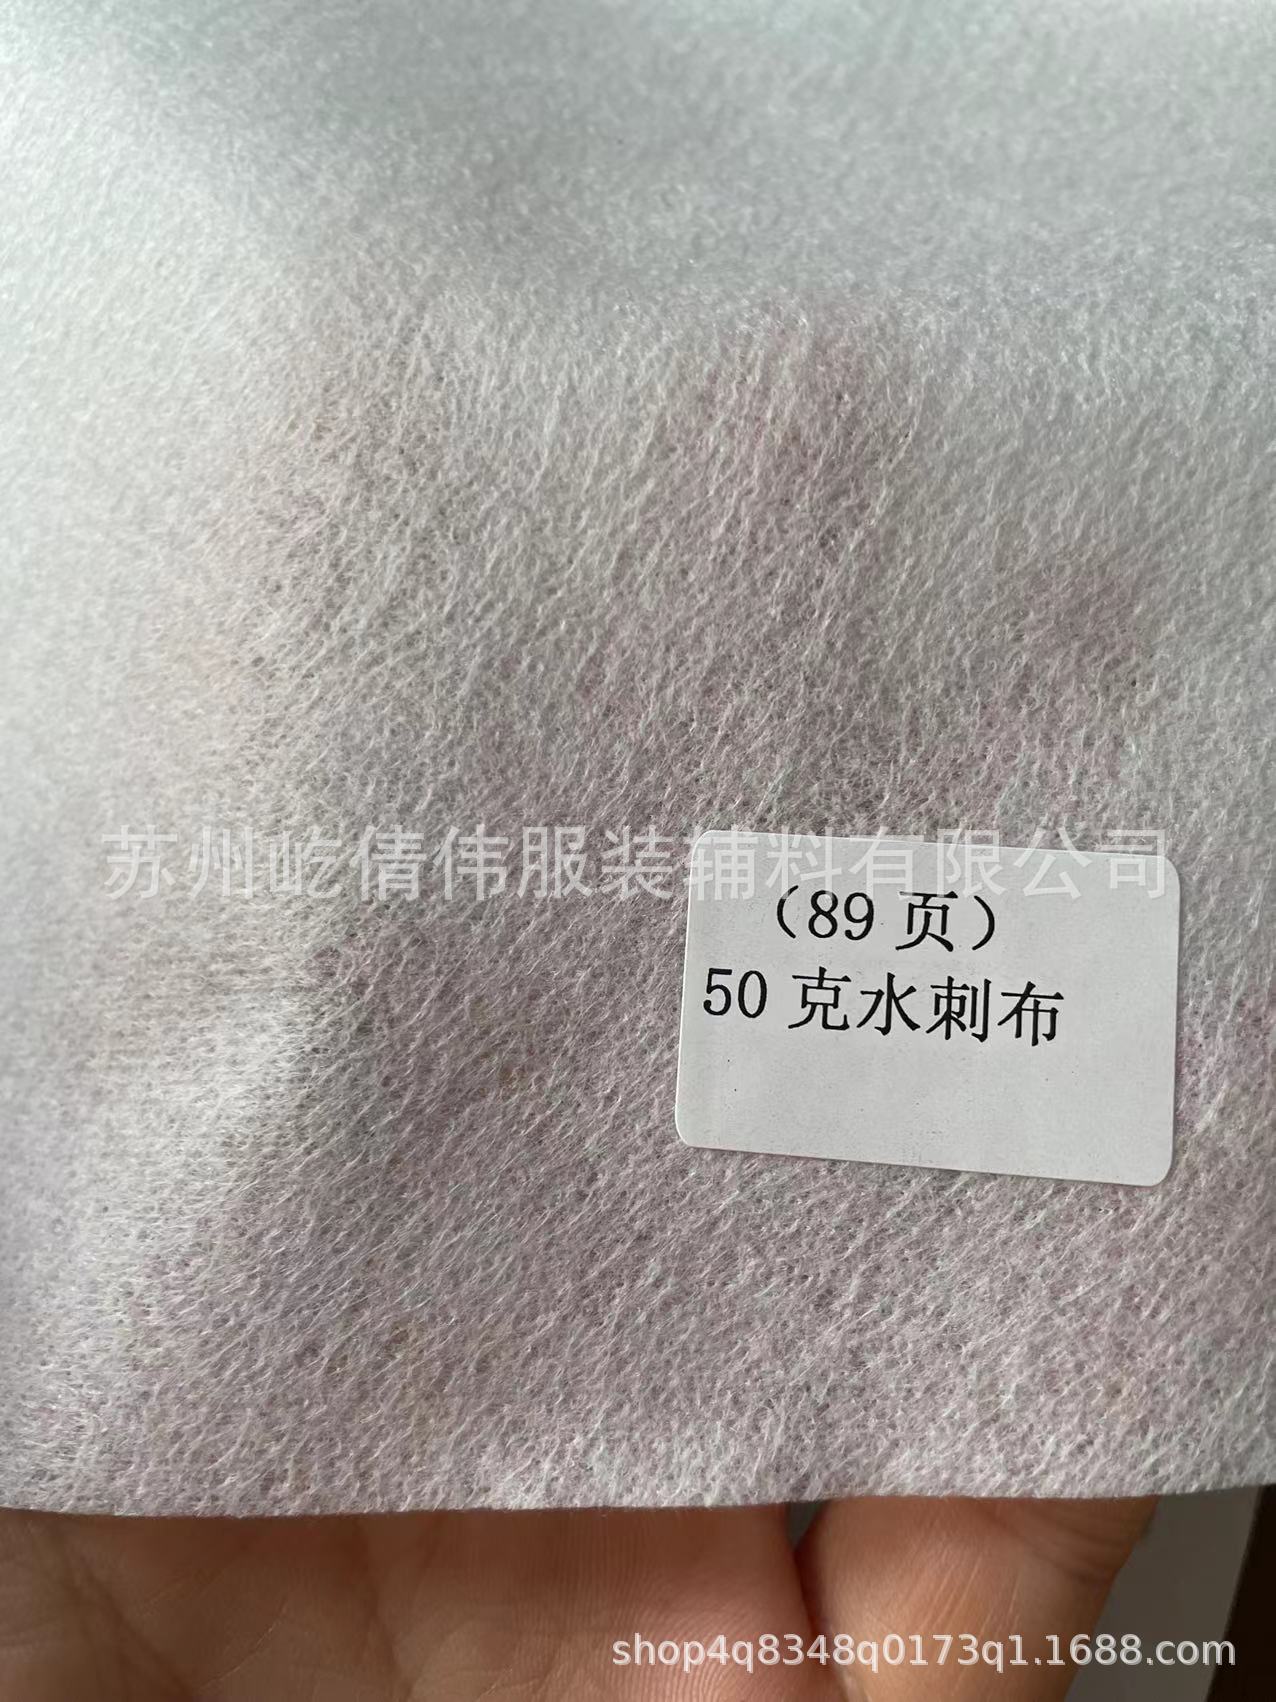 苏州屹倩伟服装辅料有限公司
（89 页）
50 克水刺布
shop4q8348q0173q1.1688.com